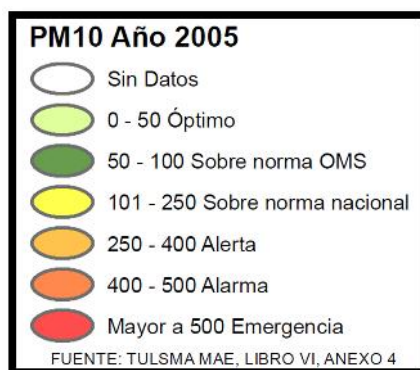 PM10 Año 2005
Sin Datos
0 - 50 Óptimo
50 - 100 Sobre norma OMS
101 - 250 Sobre norma nacional
250 - 400 Alerta
400 - 500 Alarma
Mayor a 500 Emergencia
FUENTE: TULSMA MAE, LIBRO VI, ANEXO 4